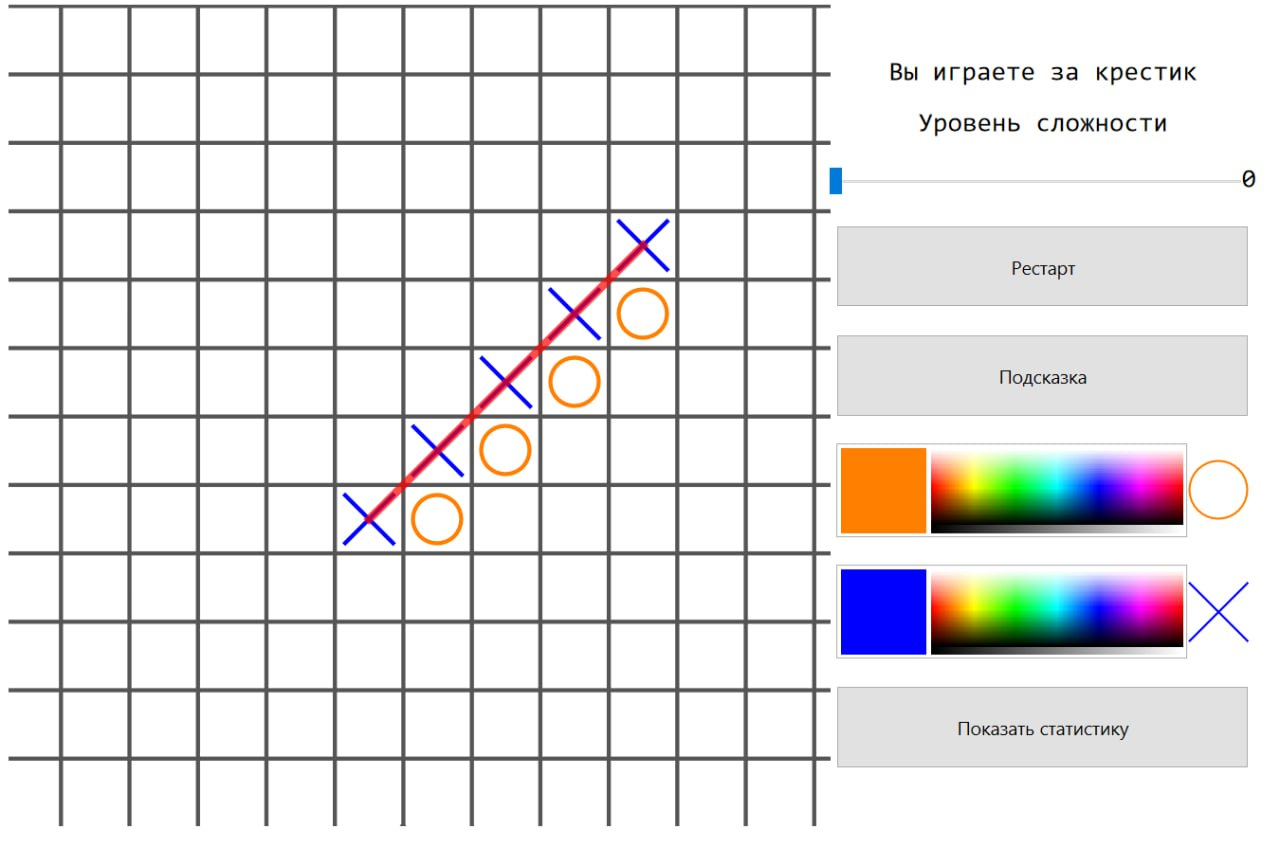 Вы играете за крестик
Уровень сложности
0
Рестарт
Подсказка
Показать статистику